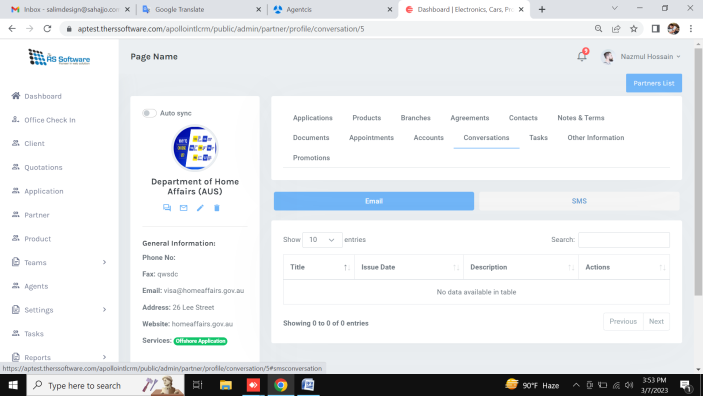 Inbox - salimdesign@sahajjo.com
Google Translate
Agentcis
Dashboard | Electronics, Cars, Pro
aptest.therssoftware.com/apollointlcrm/public/admin/partner/profile/conversation/5
RS Software
Page Name
9
Nazmul Hossain
Partners List
Dashboard
Office Check In
Client
Quotations
Application
Partner
Product
Teams
Agents
Settings
Tasks
Reports
Auto sync
Department of Home
Affairs (AUS)
General Information:
Phone No:
Fax: qwsdc
Email: visa@homeaffairs.gov.au
Address: 26 Lee Street
Website: homeaffairs.gov.au
Services: Offshore Application
Applications Products Branches Agreements Contacts Notes & Terms
Documents Appointments Accounts Conversations Tasks Other Information
Promotions
Email SMS
Show 10 entries Search:
Title Issue Date Description Actions
No data available in table
Showing 0 to 0 of 0 entries Previous Next
https://aptest.therssoftware.com/apollointlcrm/public/admin/partner/profile/conversation/5#smsconversation
Type here to search
90°F Haze
3:53 PM
3/7/2023
1